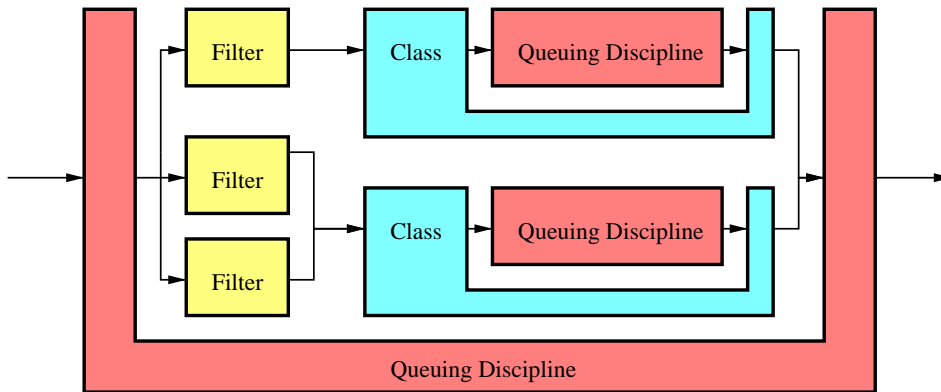 Filter
Class
Queuing Discipline
Filter
Filter
Class
Queuing Discipline
Queuing Discipline